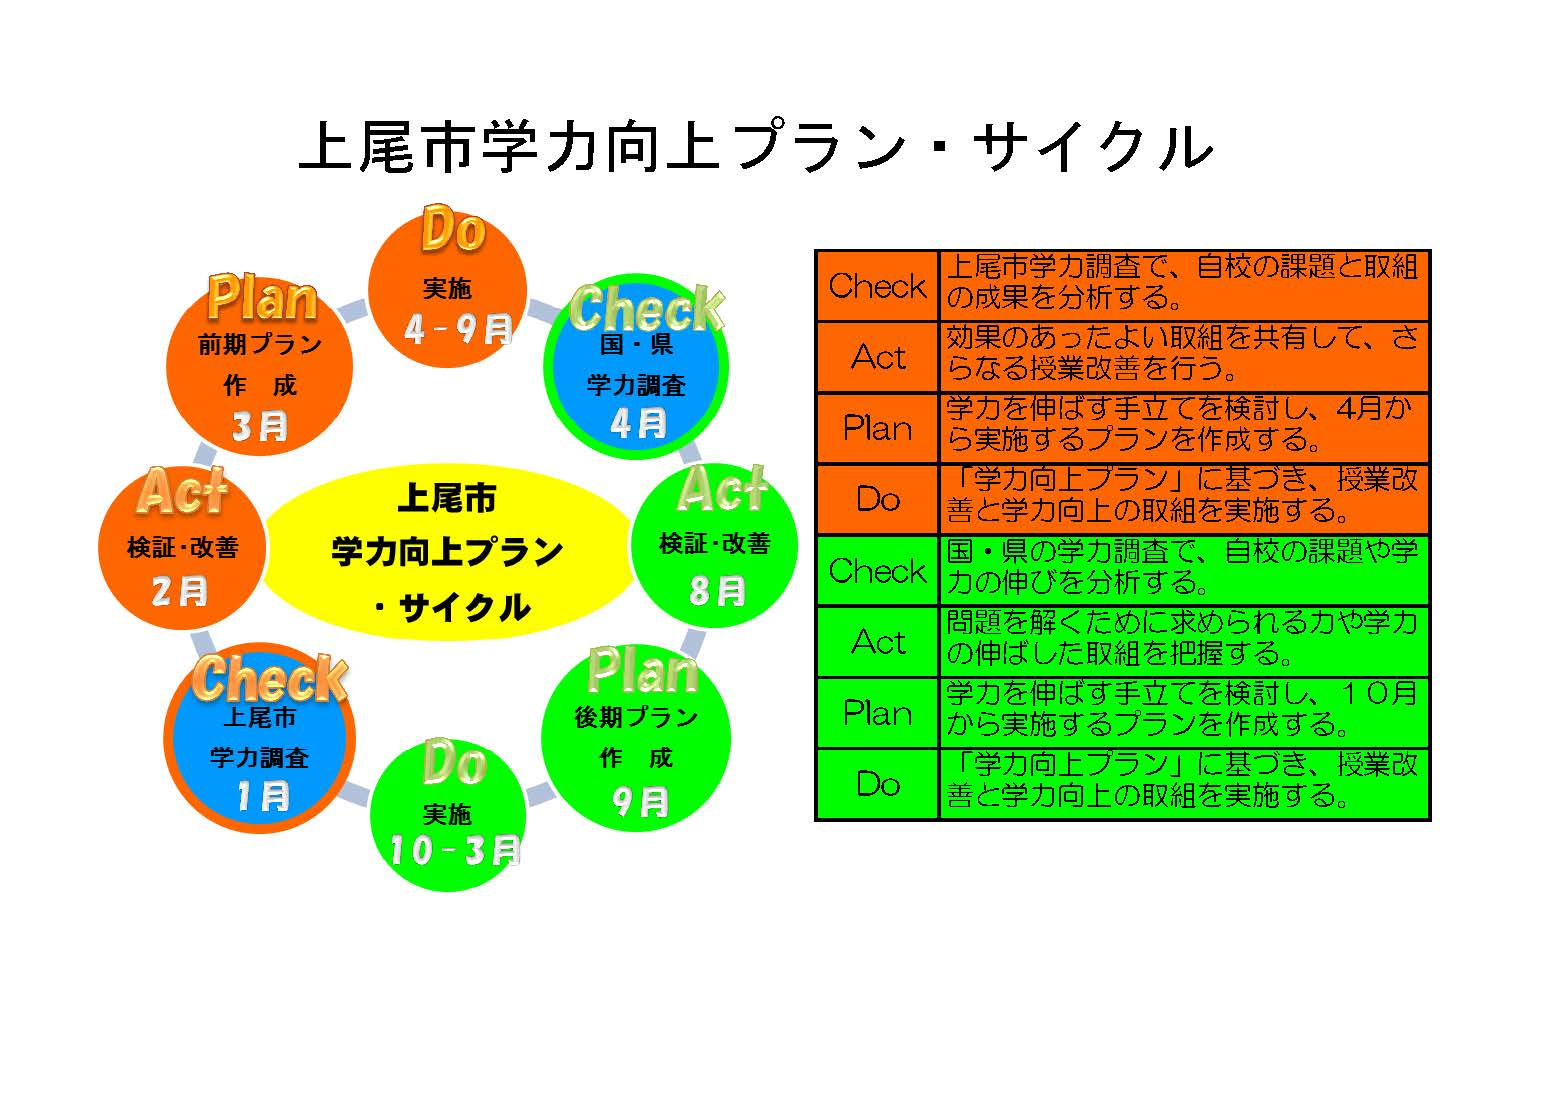 上尾市学力向上プラン・サイクル
Do
実施
4-9月
Check
国・県
学力調査
4月
Act
検証・改善
8月
Plan
後期プラン
作　成
9月
Do
実施
10-3月
Check
上尾市
学力調査
1月
Act
検証・改善
2月
Plan
前期プラン
作　成
3月
上尾市
学力向上プラン
・サイクル
Check
上尾市学力調査で、自校の課題と取組
の成果を分析する。
Act
効果のあったよい取組を共有して、さ
らなる授業改善を行う。
Plan
学力を伸ばす手立てを検討し、4月か
ら実施するプランを作成する。
Do
「学力向上プラン」に基づき、授業改
善と学力向上の取組を実施する。
Check
国・県の学力調査で、自校の課題や学
力の伸びを分析する。
Act
問題を解くために求められる力や学力
の伸ばした取組を把握する。
Plan
学力を伸ばす手立てを検討し、１０月
から実施するプランを作成する。
Do
「学力向上プラン」に基づき、授業改
善と学力向上の取組を実施する。